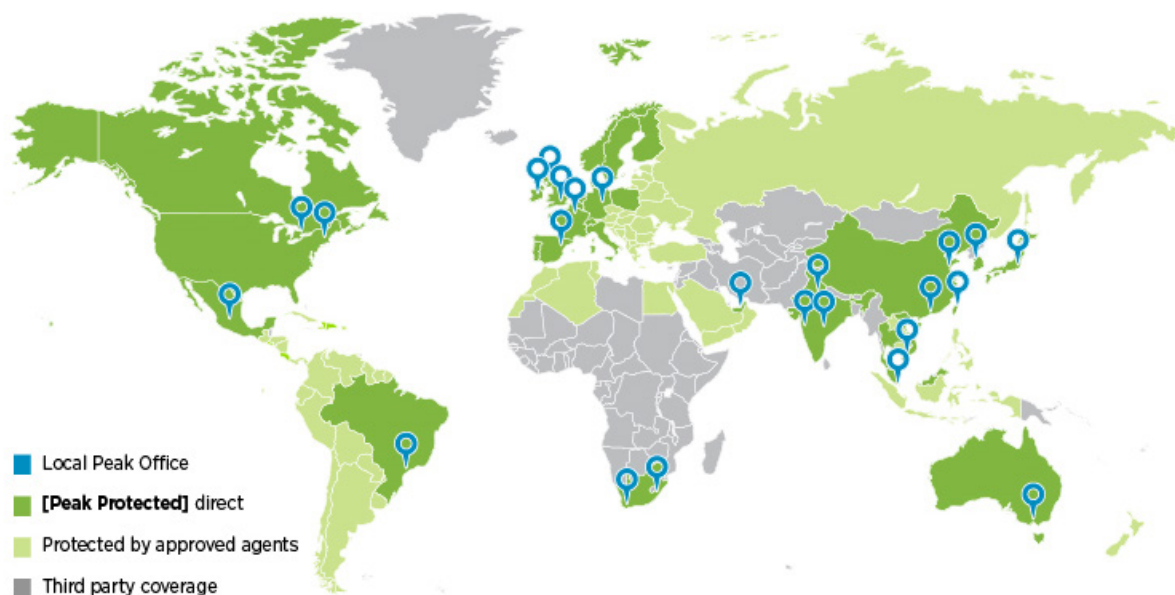 Local Peak Office
[Peak Protected] direct
Protected by approved agents
Third party coverage